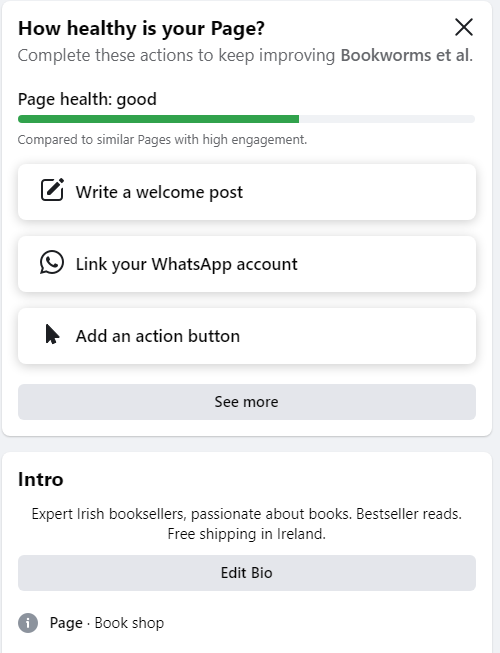 How healthy is your Page?
Complete these actions to keep improving Bookworms et al.
Page health: good
Compared to similar Pages with high engagement.
Write a welcome post
Link your WhatsApp account
Add an action button
See more
Intro
Expert Irish booksellers, passionate about books. Bestseller reads.
Free shipping in Ireland.
Edit Bio
Page · Book shop